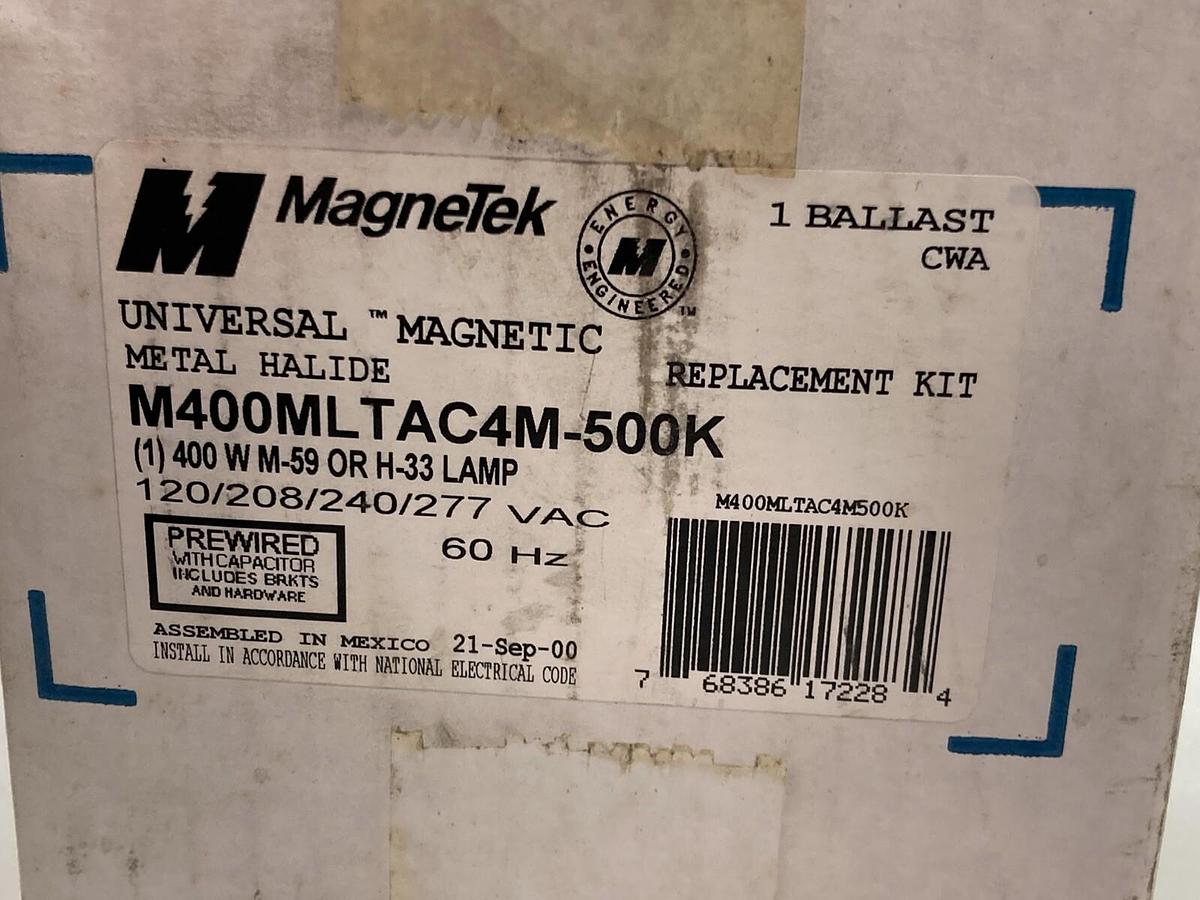 MagneTek
ENERGY ENGINEERED ™
1 BALLAST
CWA
UNIVERSAL ™ MAGNETIC
METAL HALIDE
REPLACEMENT KIT
M400MLTAC4M-500K
(1) 400 W M-59 OR H-33 LAMP
120/208/240/277 VAC
60 Hz
PREWIRED
WITH CAPACITOR
INCLUDES BRKTS
AND HARDWARE
M400MLTAC4M500K
7 68386 17228 4
ASSEMBLED IN MEXICO 21-Sep-00
INSTALL IN ACCORDANCE WITH NATIONAL ELECTRICAL CODE